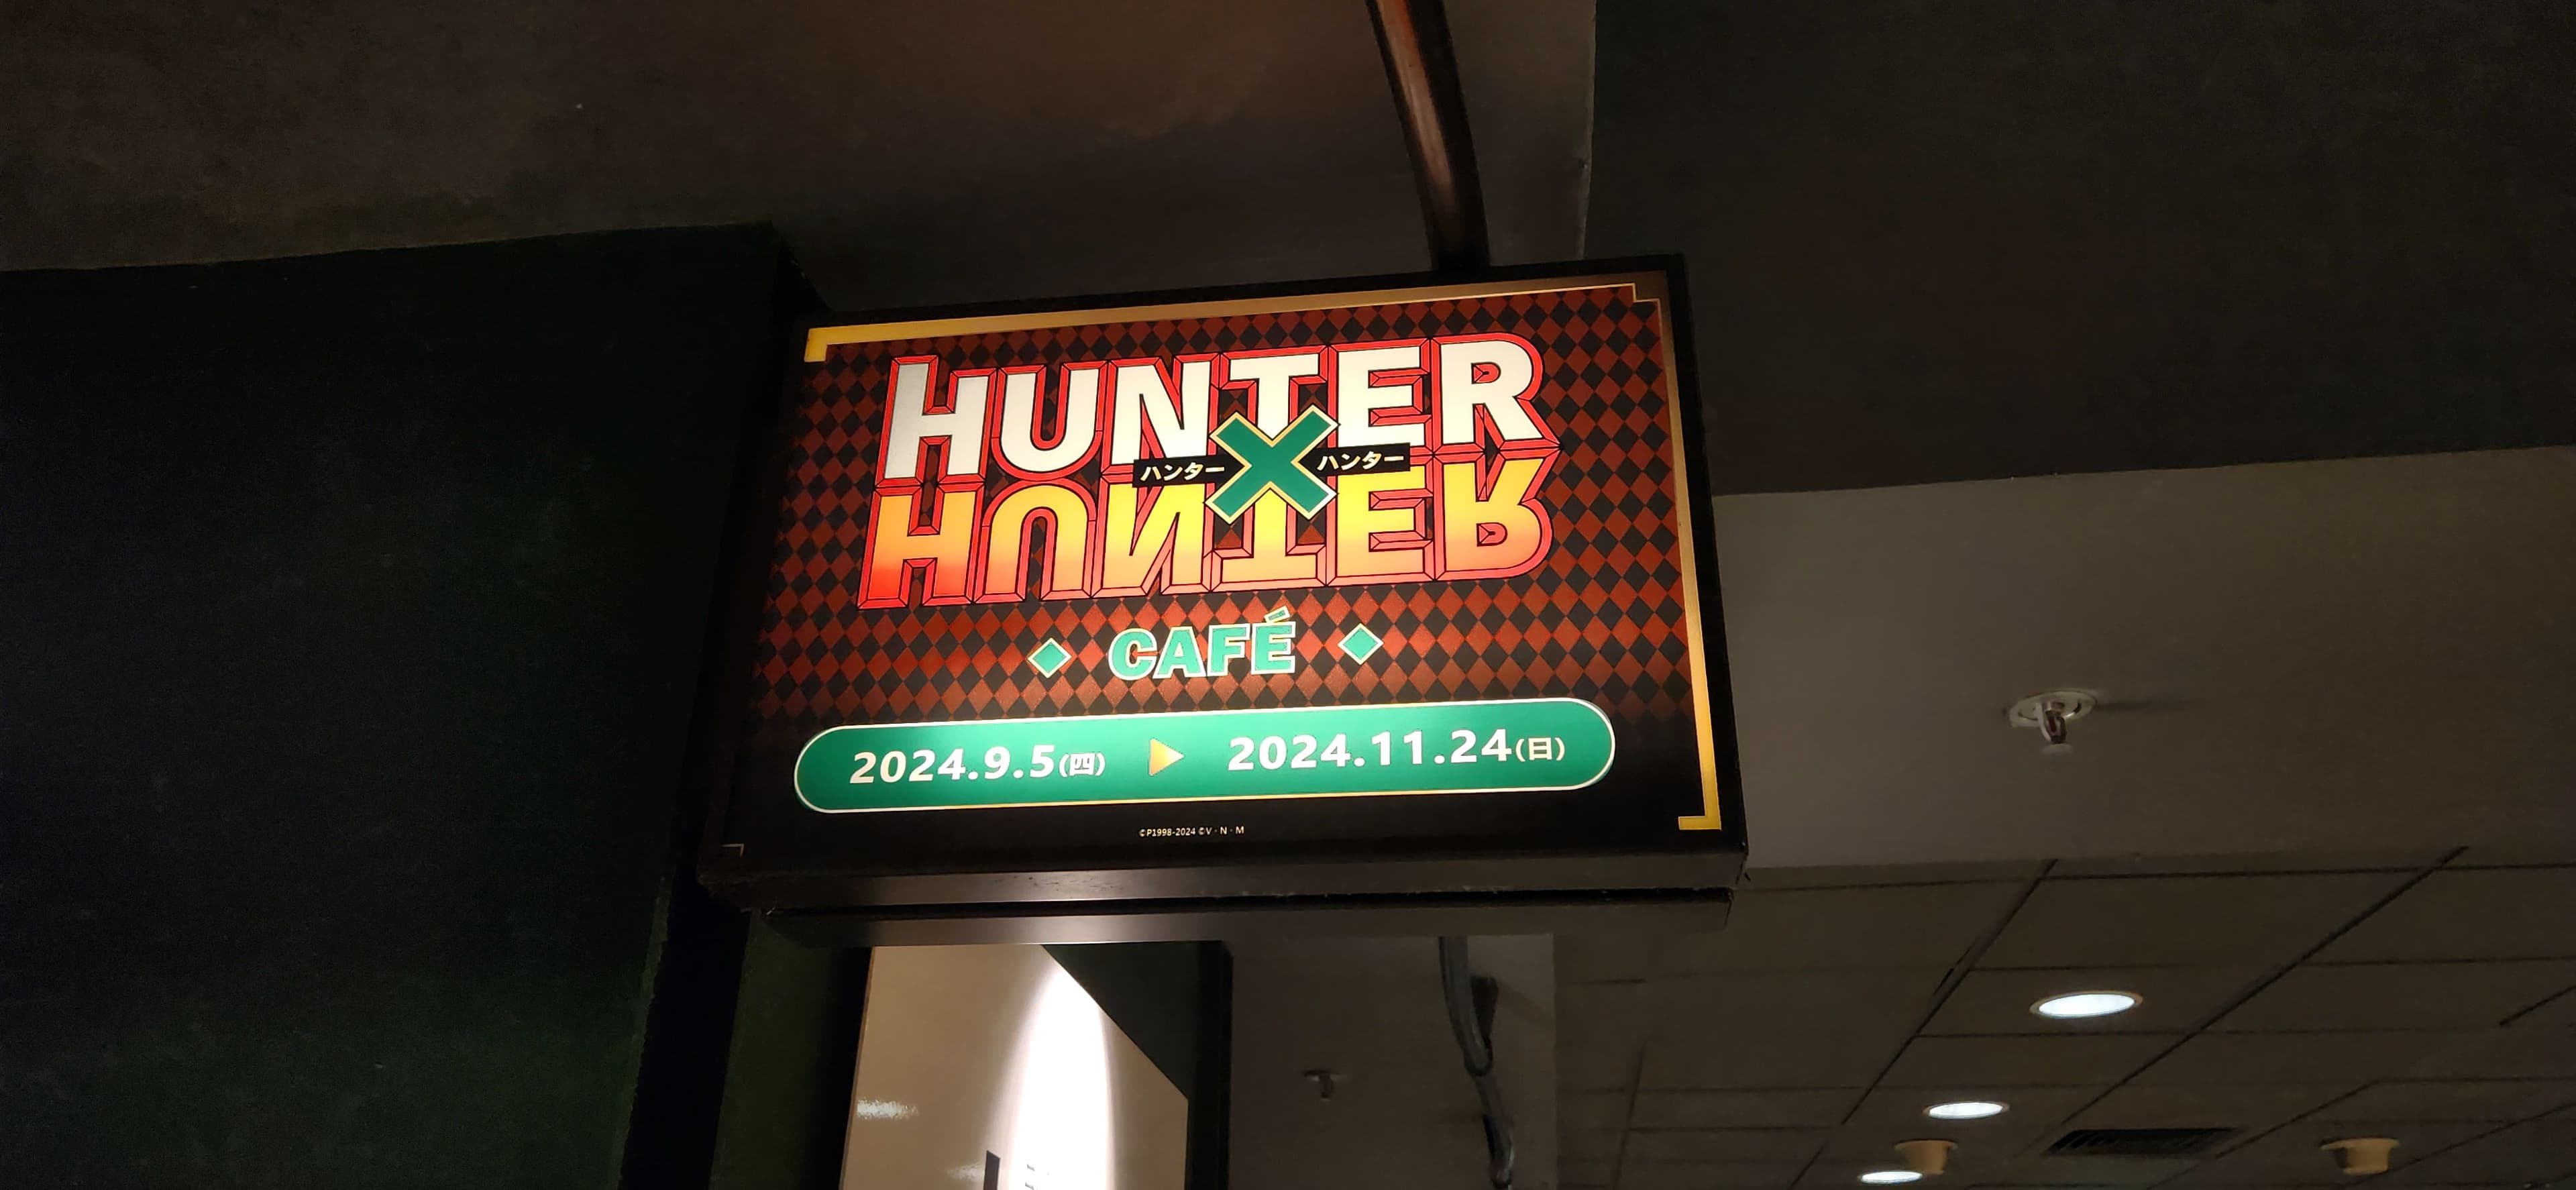 HUNTER
ハンター × ハンター
HUNTER
CAFÉ
2024.9.5(四) ▶ 2024.11.24(日)
©P1998-2024 ©V・N・M